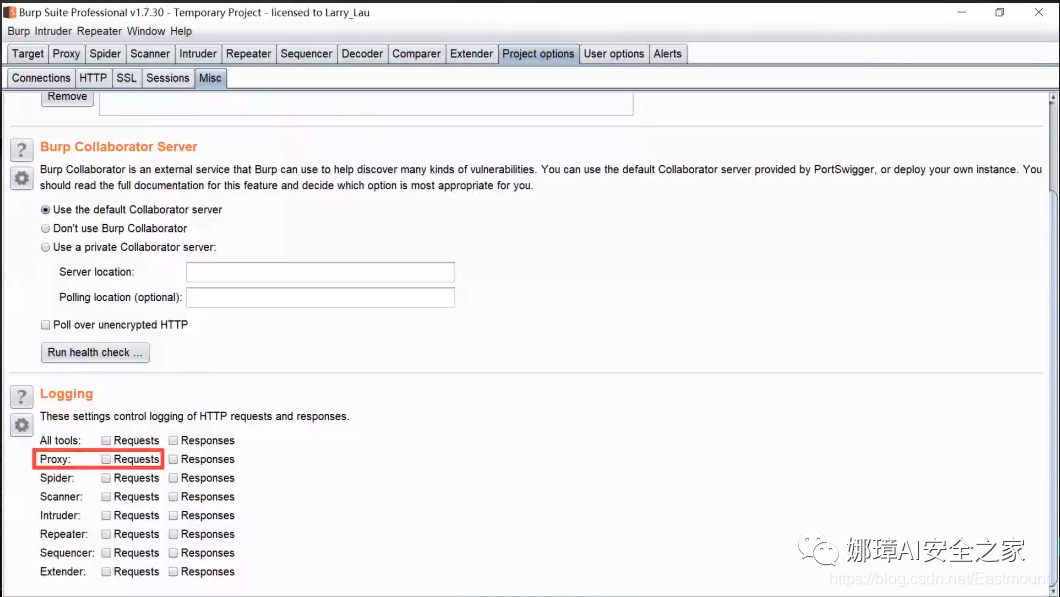 Burp Suite Professional v1.7.30 - Temporary Project - licensed to Larry_Lau
Burp Intruder Repeater Window Help
Target Proxy Spider Scanner Intruder Repeater Sequencer Decoder Comparer Extender Project options User options Alerts
Connections HTTP SSL Sessions Misc
Remove
? Burp Collaborator Server
Burp Collaborator is an external service that Burp can use to help discover many kinds of vulnerabilities. You can use the default Collaborator server provided by PortSwigger, or deploy your own instance. You
should read the full documentation for this feature and decide which option is most appropriate for you.
Use the default Collaborator server
Don't use Burp Collaborator
Use a private Collaborator server:
Server location:
Polling location (optional):
Poll over unencrypted HTTP
Run health check ...
? Logging
These settings control logging of HTTP requests and responses.
All tools: Requests Responses
Proxy: Requests Responses
Spider: Requests Responses
Scanner: Requests Responses
Intruder: Requests Responses
Repeater: Requests Responses
Sequencer: Requests Responses
Extender: Requests Responses
娜璋AI安全之家
https://blog.csdn.net/Eastmount